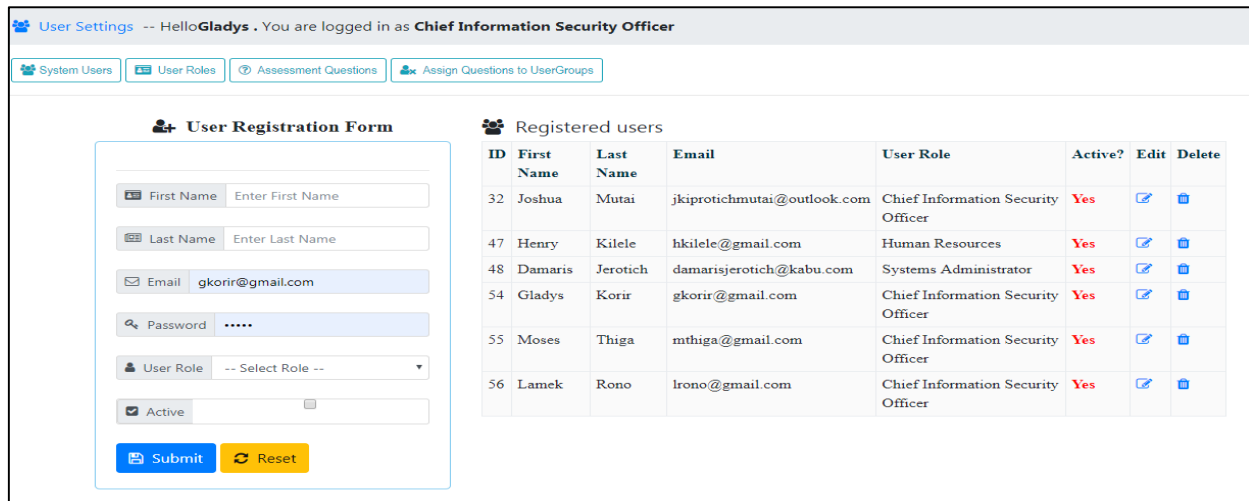 User Settings -- HelloGladys . You are logged in as Chief Information Security Officer
System Users User Roles Assessment Questions Assign Questions to UserGroups
User Registration Form
First Name Enter First Name
Last Name Enter Last Name
Email gkorir@gmail.com
Password •••••
User Role -- Select Role --
Active
Submit Reset
Registered users
ID First Name Last Name Email User Role Active? Edit Delete
32 Joshua Mutai jkiprotichmutai@outlook.com Chief Information Security Officer Yes
47 Henry Kilele hkilele@gmail.com Human Resources Yes
48 Damaris Jerotich damarisjerotich@kabu.com Systems Administrator Yes
54 Gladys Korir gkorir@gmail.com Chief Information Security Officer Yes
55 Moses Thiga mthiga@gmail.com Chief Information Security Officer Yes
56 Lamek Rono lrono@gmail.com Chief Information Security Officer Yes